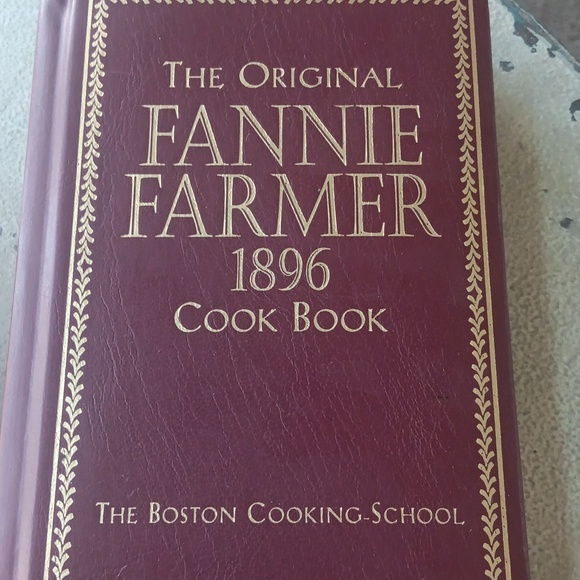 The Original
FANNIE
FARMER
1896
Cook Book
The Boston Cooking-School